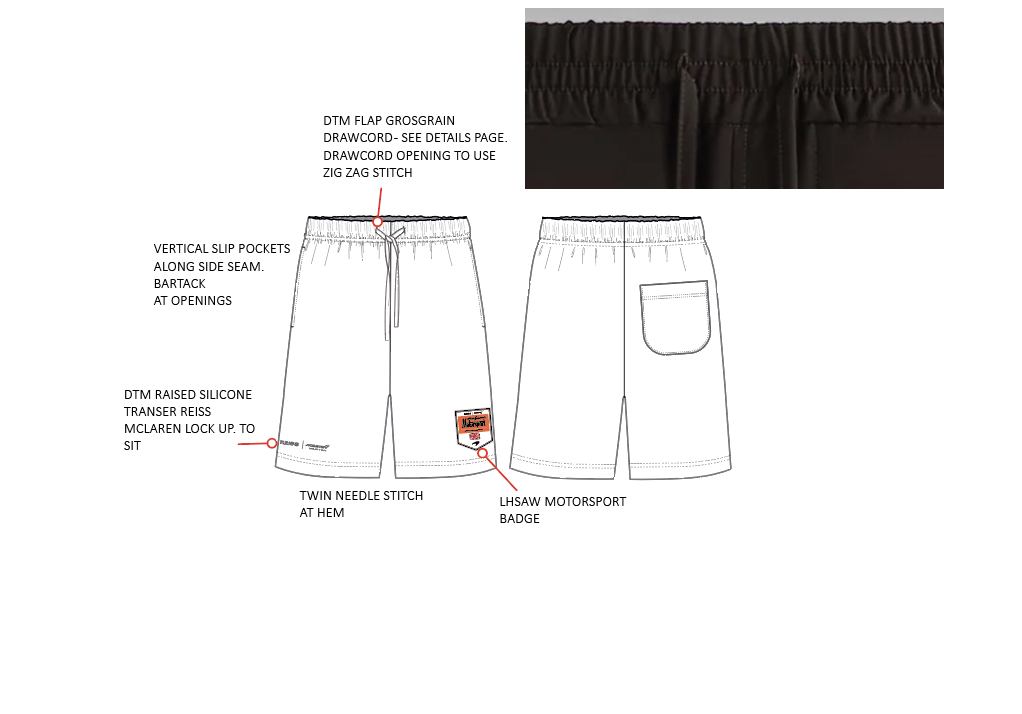 DTM FLAP GROSGRAIN
DRAWCORD- SEE DETAILS PAGE.
DRAWCORD OPENING TO USE
ZIG ZAG STITCH
VERTICAL SLIP POCKETS
ALONG SIDE SEAM.
BARTACK
AT OPENINGS
DTM RAISED SILICONE
TRANSER REISS
MCLAREN LOCK UP. TO
SIT
TWIN NEEDLE STITCH
AT HEM
LHSAW MOTORSPORT
BADGE